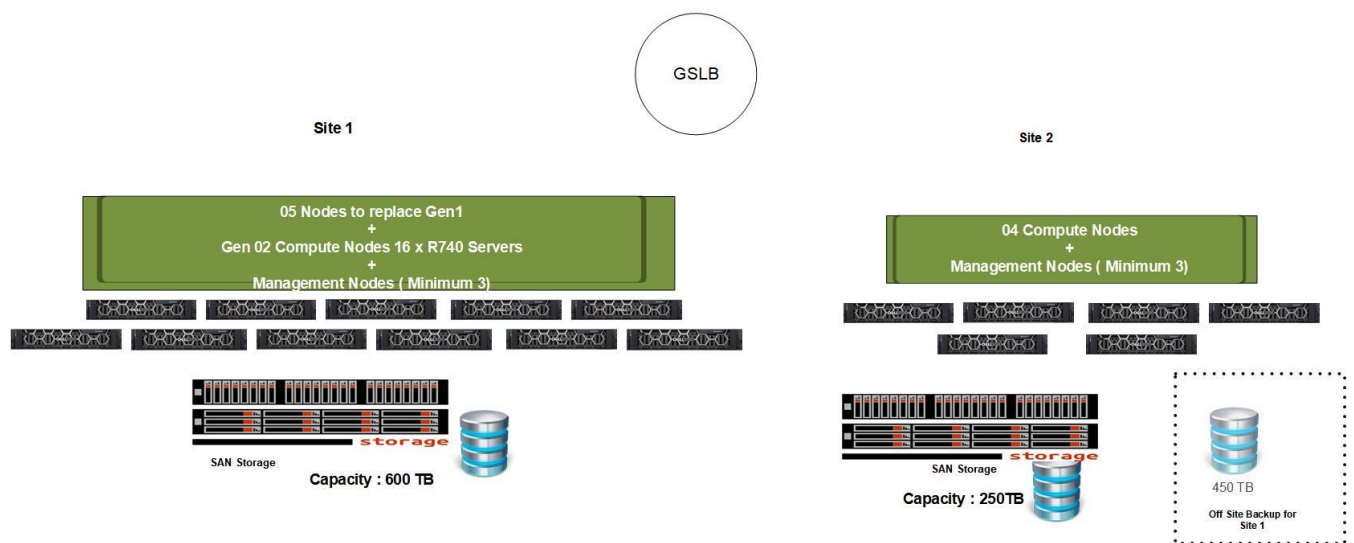 GSLB
Site 1
Site 2
05 Nodes to replace Gen1
+
Gen 02 Compute Nodes 16 x R740 Servers
+
Management Nodes ( Minimum 3)
04 Compute Nodes
+
Management Nodes ( Minimum 3)
storage
SAN Storage
Capacity : 600 TB
storage
SAN Storage
Capacity : 250TB
450 TB
Off Site Backup for
Site 1